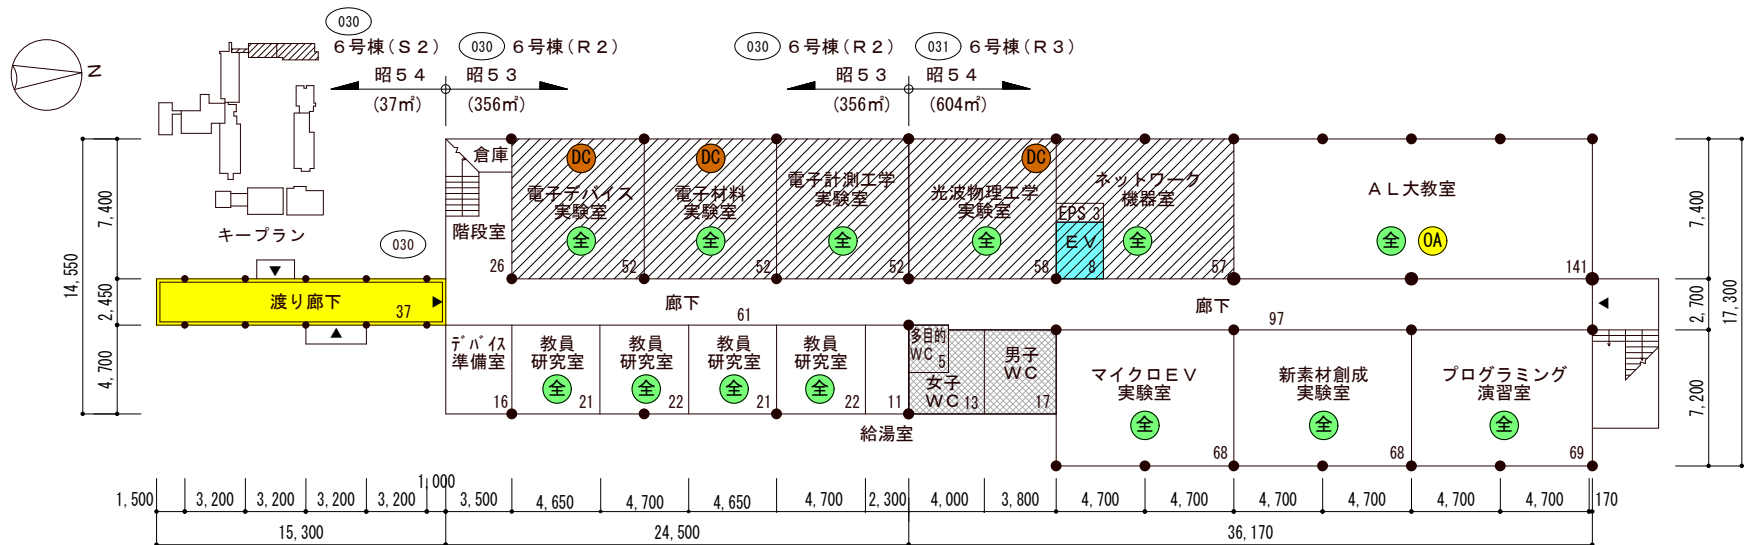 030
6号棟(S2)
030 6号棟(R2)
030 6号棟(R2)
031 6号棟(R3)
昭54
昭53
昭53
昭54
(37㎡)
(356㎡)
(356㎡)
(604㎡)
N
キープラン
030
倉庫
階段室
26
DC
電子デバイス
実験室
全
52
DC
電子材料
実験室
全
52
電子計測工学
実験室
全
52
DC
光波物理工学
実験室
全
58
ネットワーク
機器室
全
57
EPS 3
EV
8
AL大教室
全
OA
141
渡り廊下
37
廊下
61
廊下
97
デバイス
準備室
16
教員
研究室
全
21
教員
研究室
全
22
教員
研究室
全
21
教員
研究室
全
22
11
給湯室
多目的
WC 5
女子
WC 13
男子
WC
17
マイクロEV
実験室
全
68
新素材創成
実験室
全
68
プログラミング
演習室
全
69
14,550
7,400
2,450
4,700
7,400
2,700
7,200
17,300
1,500
3,200
3,200
3,200
3,200
1,000
3,500
4,650
4,700
4,650
4,700
2,300
4,000
3,800
4,700
4,700
4,700
4,700
4,700
4,700
170
15,300
24,500
36,170